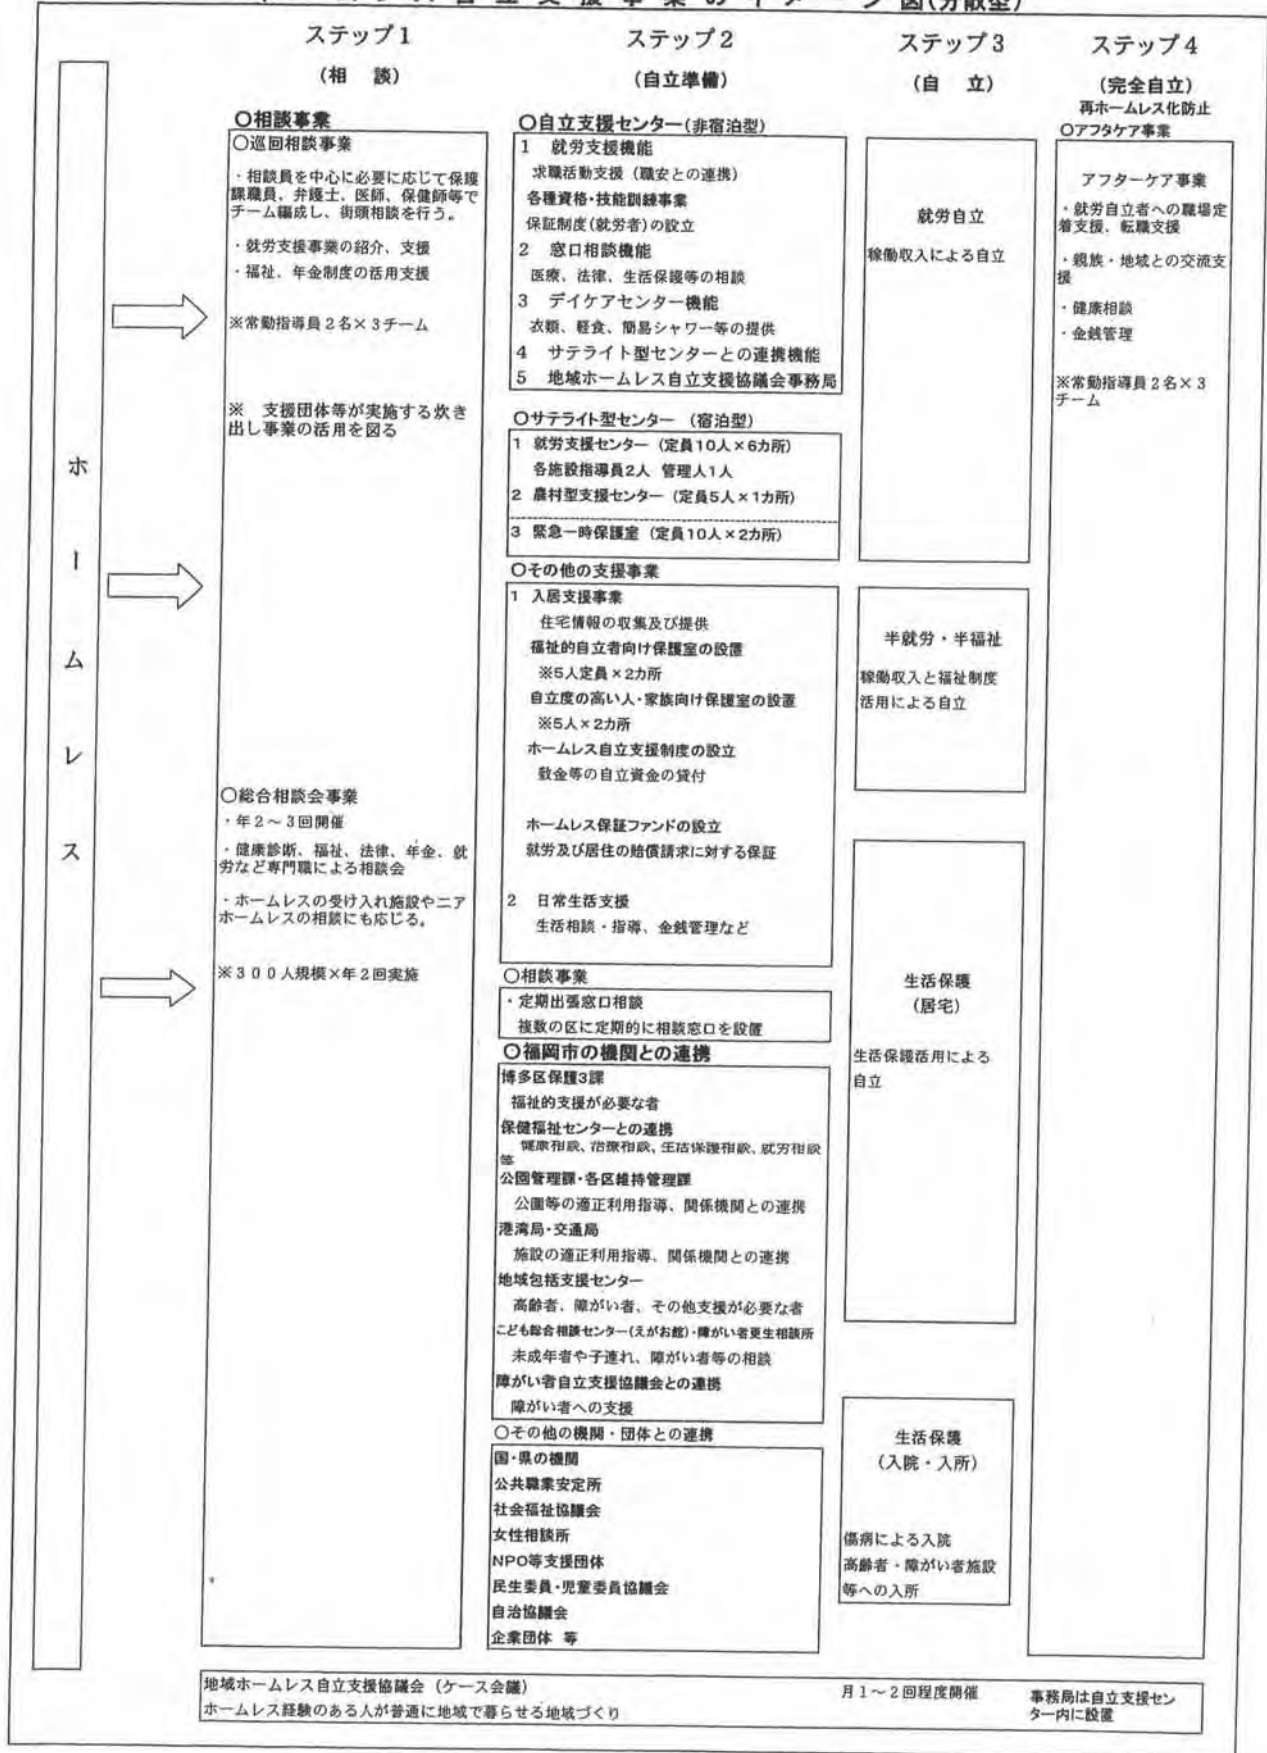 自立支援事業のイメージ図(分散型)
ステップ1
(相 談)
ステップ2
(自立準備)
ステップ3
(自 立)
ステップ4
(完全自立)
再ホームレス化防止
ホームレス
〇相談事業
〇巡回相談事業
・相談員を中心に必要に応じて保護
課職員、弁護士、医師、保健師等で
チーム編成し、街頭相談を行う。
・就労支援事業の紹介、支援
・福祉、年金制度の活用支援
※常勤指導員2名×3チーム
※ 支援団体等が実施する炊き
出し事業の活用を図る
〇総合相談会事業
・年2~3回開催
・健康診断、福祉、法律、年金、就
労など専門職による相談会
・ホームレスの受け入れ施設やニア
ホームレスの相談にも応じる。
※300人規模×年2回実施
〇自立支援センター(非宿泊型)
1 就労支援機能
求職活動支援(職安との連携)
各種資格・技能訓練事業
保証制度(就労者)の設立
2 窓口相談機能
医療、法律、生活保護等の相談
3 デイケアセンター機能
衣類、軽食、簡易シャワー等の提供
4 サテライト型センターとの連携機能
5 地域ホームレス自立支援協議会事務局
〇サテライト型センター (宿泊型)
1 就労支援センター (定員10人×6カ所)
各施設指導員2人 管理人1人
2 農村型支援センター (定員5人×1カ所)
3 緊急一時保護室 (定員10人×2カ所)
〇その他の支援事業
1 入居支援事業
住宅情報の収集及び提供
福祉的自立者向け保護室の設置
※5人定員×2カ所
自立度の高い人・家族向け保護室の設置
※5人×2カ所
ホームレス自立支援制度の設立
敷金等の自立資金の貸付
ホームレス保証ファンドの設立
就労及び居住の賠償請求に対する保証
2 日常生活支援
生活相談・指導、金銭管理など
〇相談事業
・定期出張窓口相談
複数の区に定期的に相談窓口を設置
〇福岡市の機関との連携
博多区保護3課
福祉的支援が必要な者
保健福祉センターとの連携
健康相談、治療相談、生活保護相談、就労相談
等
公園管理課・各区維持管理課
公園等の適正利用指導、関係機関との連携
港湾局・交通局
施設の適正利用指導、関係機関との連携
地域包括支援センター
高齢者、障がい者、その他支援が必要な者
こども総合相談センター(えがお館)・障がい者更生相談所
未成年者や子連れ、障がい者等の相談
障がい者自立支援協議会との連携
障がい者への支援
〇その他の機関・団体との連携
国・県の機関
公共職業安定所
社会福祉協議会
女性相談所
NPO等支援団体
民生委員・児童委員協議会
自治協議会
企業団体 等
就労自立
稼働収入による自立
半就労・半福祉
稼働収入と福祉制度
活用による自立
生活保護
(居宅)
生活保護活用による
自立
生活保護
(入院・入所)
傷病による入院
高齢者・障がい者施設
等への入所
〇アフタケア事業
アフターケア事業
・就労自立者への職場定
着支援、転職支援
・親族・地域との交流支
援
・健康相談
・金銭管理
※常勤指導員2名×3
チーム
地域ホームレス自立支援協議会 (ケース会議)
ホームレス経験のある人が普通に地域で暮らせる地域づくり
月1~2回程度開催
事務局は自立支援セン
ター内に設置